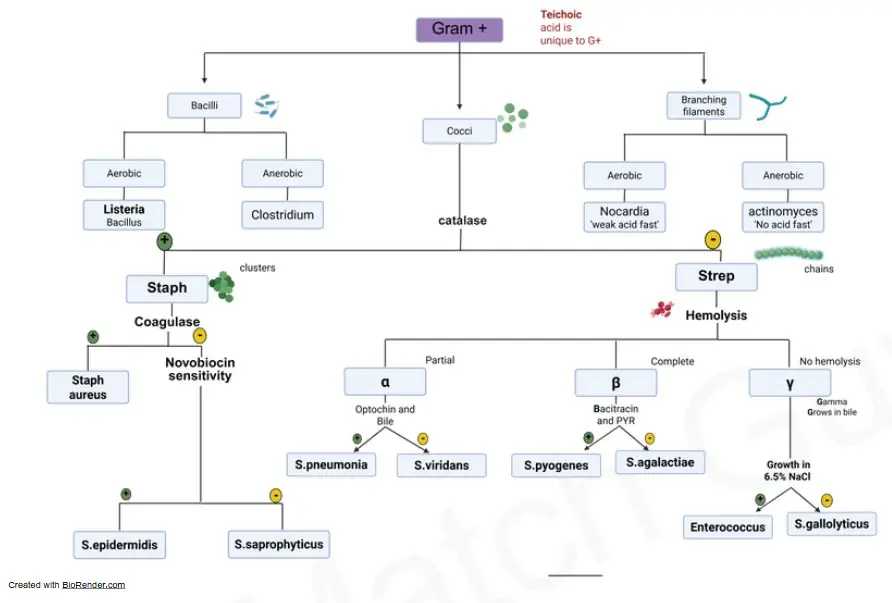 Gram +
Teichoic
acid is
unique to G+
Bacilli
Cocci
Branching
filaments
Aerobic
Anerobic
Aerobic
Anerobic
Listeria
Bacillus
Clostridium
Nocardia
'weak acid fast'
actinomyces
'No acid fast'
catalase
+
-
clusters
chains
Staph
Strep
Coagulase
Hemolysis
+
-
Novobiocin
sensitivity
Staph
aureus
Partial
Complete
No hemolysis
α
β
γ
Optochin and
Bile
Bacitracin
and PYR
Gamma
Grows in bile
+
-
+
-
S.pneumonia
S.viridans
S.pyogenes
S.agalactiae
Growth in
6.5% NaCl
+
-
+
-
Enterococcus
S.gallolyticus
S.epidermidis
S.saprophyticus
Created with BioRender.com
Match Gu